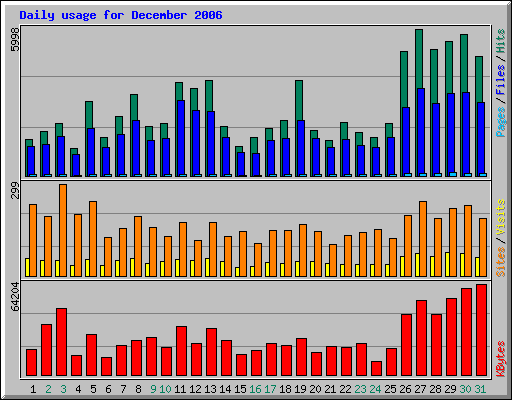 Daily usage for December 2006
5998
Pages / Files / Hits
299
Sites / Visits
64204
KBytes
1 2 3 4 5 6 7 8 9 10 11 12 13 14 15 16 17 18 19 20 21 22 23 24 25 26 27 28 29 30 31